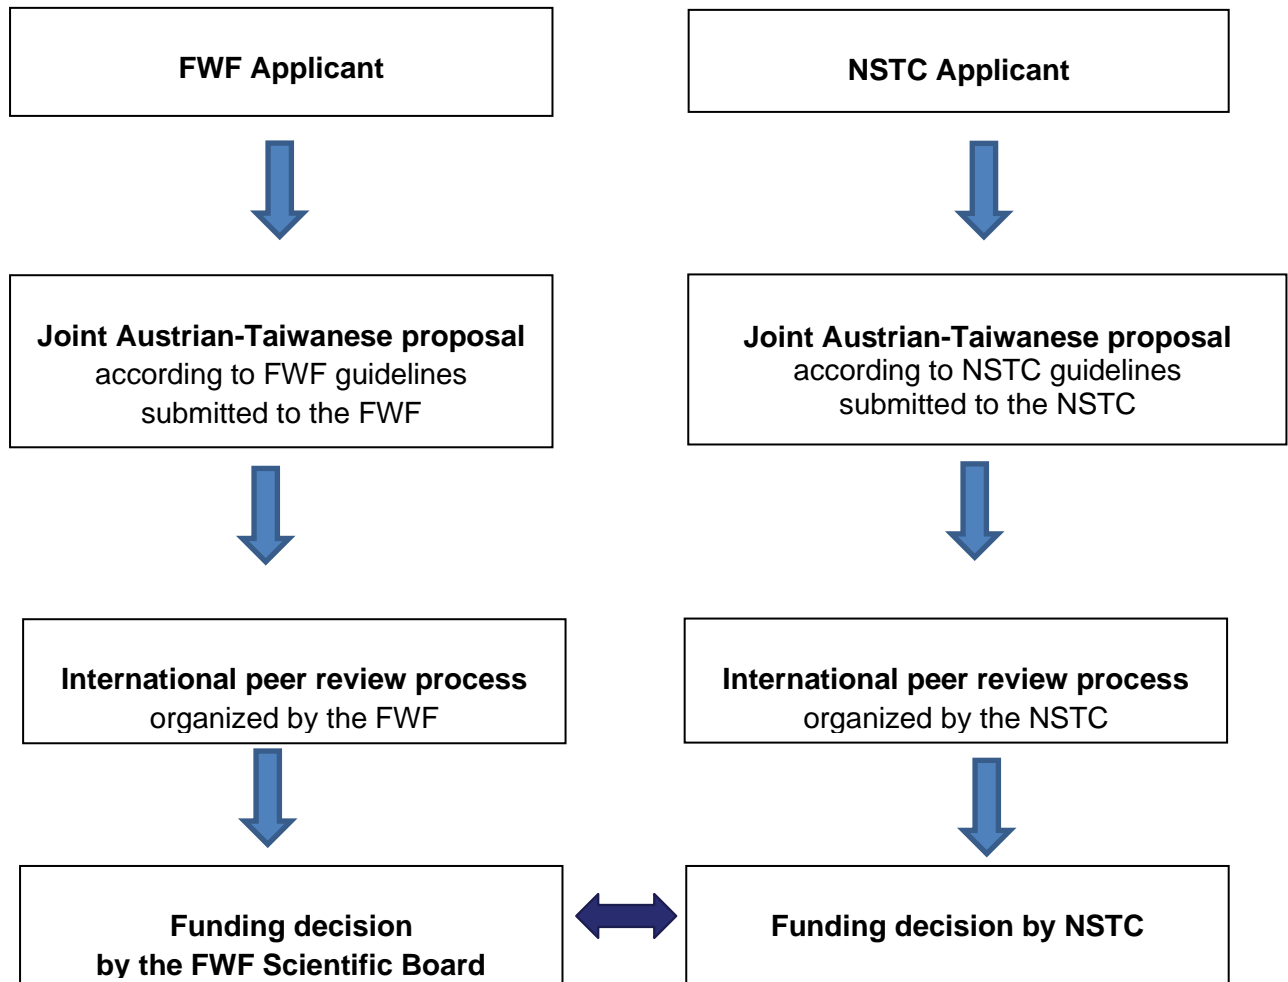 FWF Applicant
NSTC Applicant
Joint Austrian-Taiwanese proposal
according to FWF guidelines
submitted to the FWF
Joint Austrian-Taiwanese proposal
according to NSTC guidelines
submitted to the NSTC
International peer review process
organized by the FWF
International peer review process
organized by the NSTC
Funding decision
by the FWF Scientific Board
Funding decision by NSTC